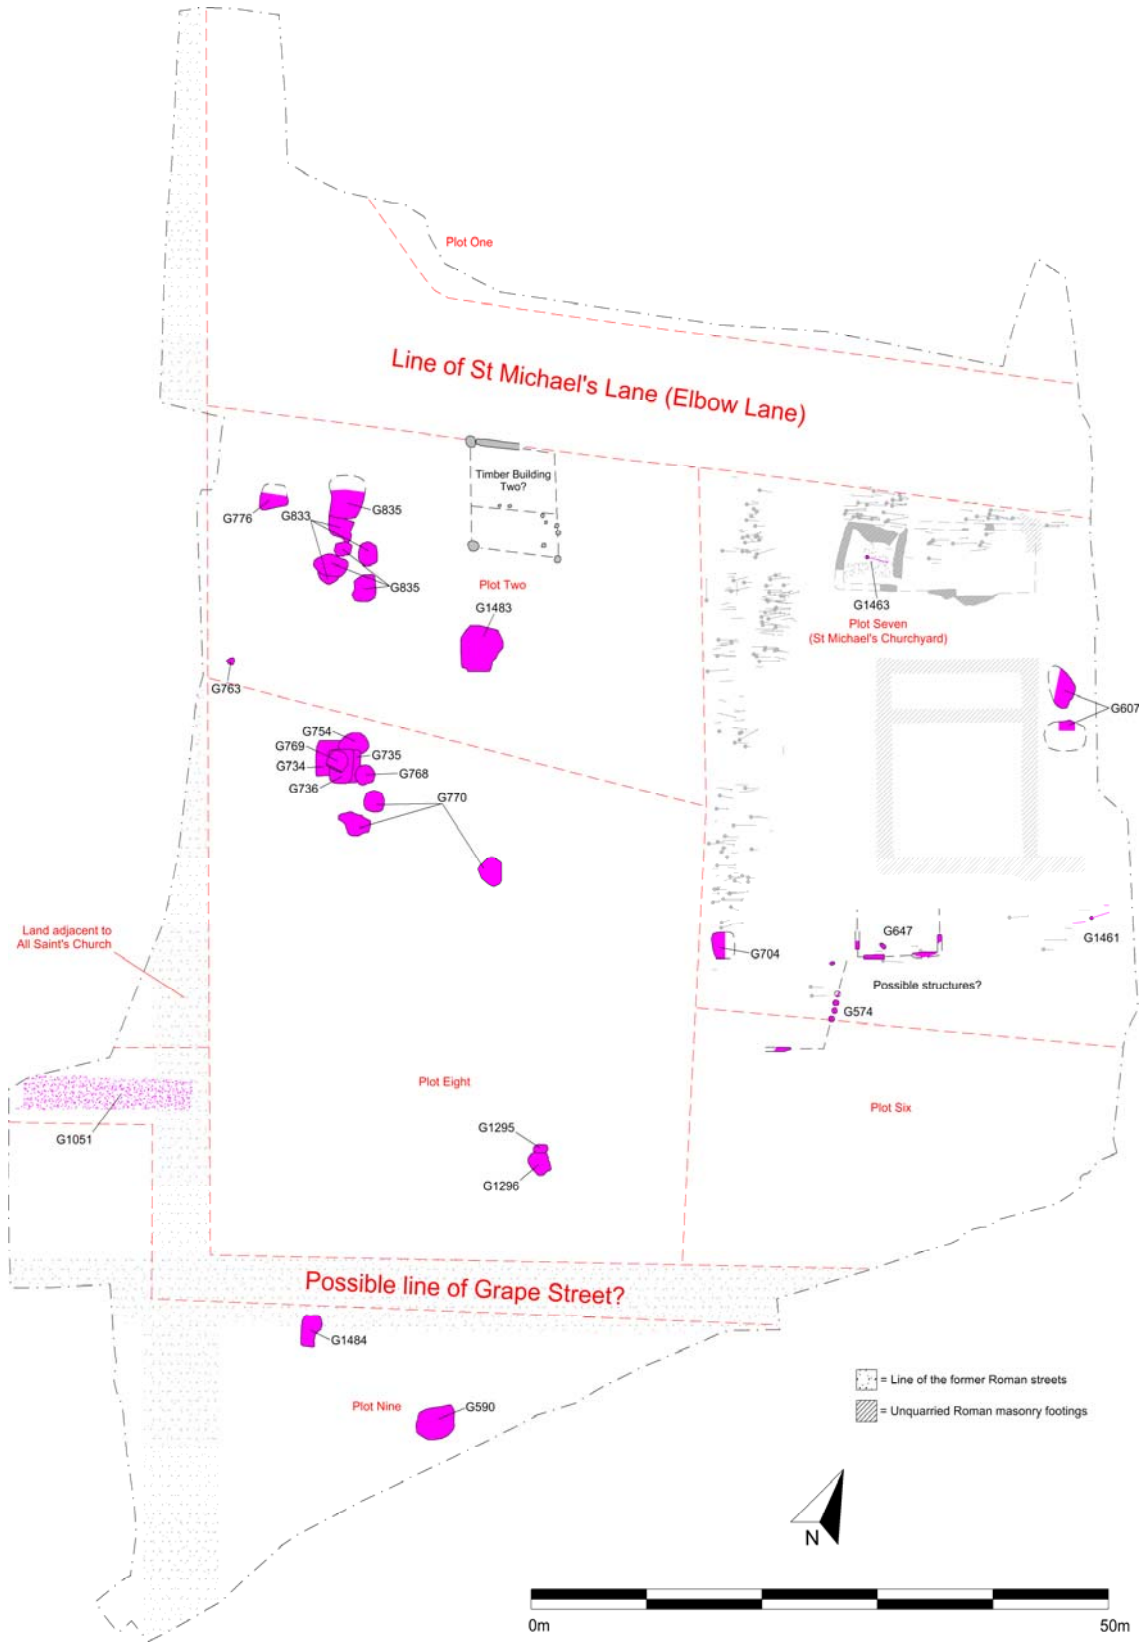 Plot One
Line of St Michael's Lane (Elbow Lane)
Timber Building
Two?
G776
G833
G835
G835
Plot Two
G1483
G1463
Plot Seven
(St Michael's Churchyard)
G763
G607
G754
G769
G735
G734
G768
G736
G770
Land adjacent to
All Saint's Church
G704
G647
G1461
Possible structures?
G574
Plot Eight
Plot Six
G1051
G1295
G1296
Possible line of Grape Street?
G1484
Plot Nine
G590
= Line of the former Roman streets
= Unquarried Roman masonry footings
N
0m
50m